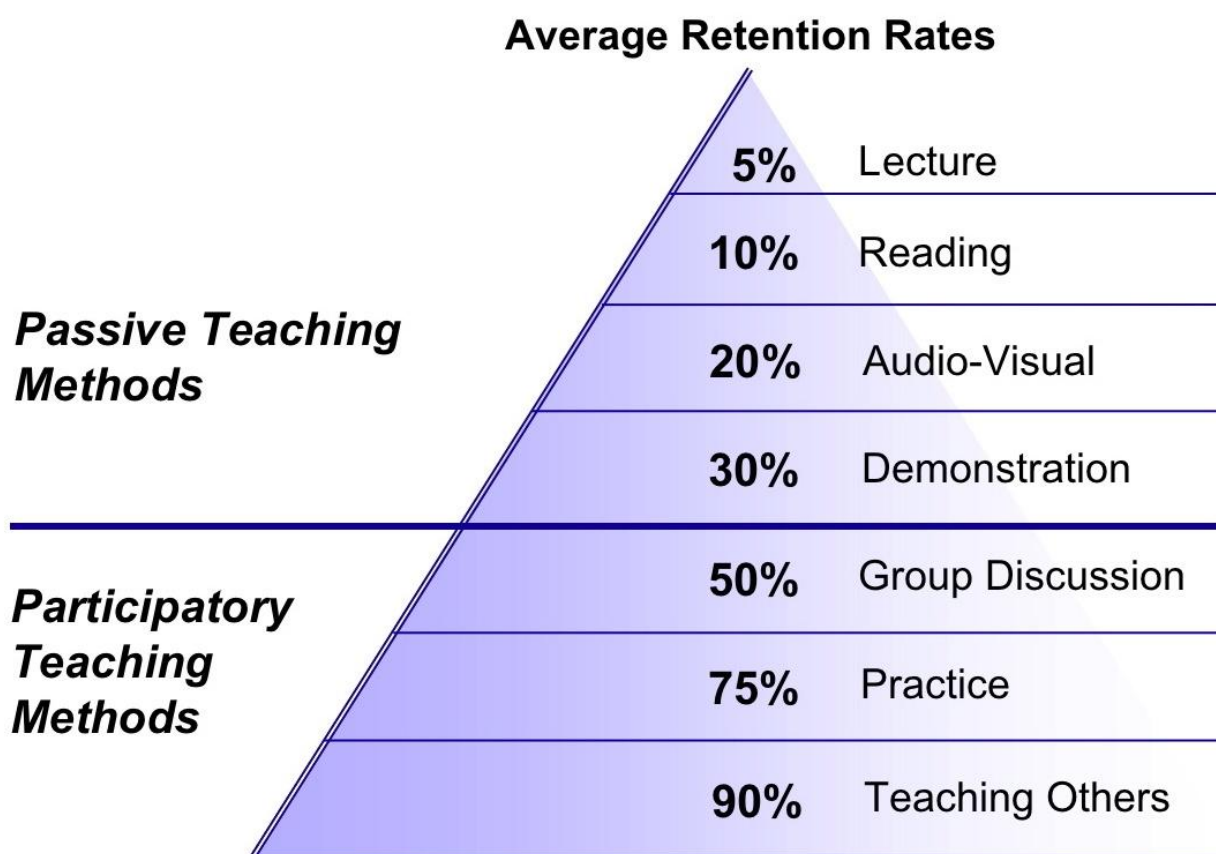 Average Retention Rates
5% Lecture
10% Reading
20% Audio-Visual
30% Demonstration
Passive Teaching
Methods
50% Group Discussion
75% Practice
90% Teaching Others
Participatory
Teaching
Methods